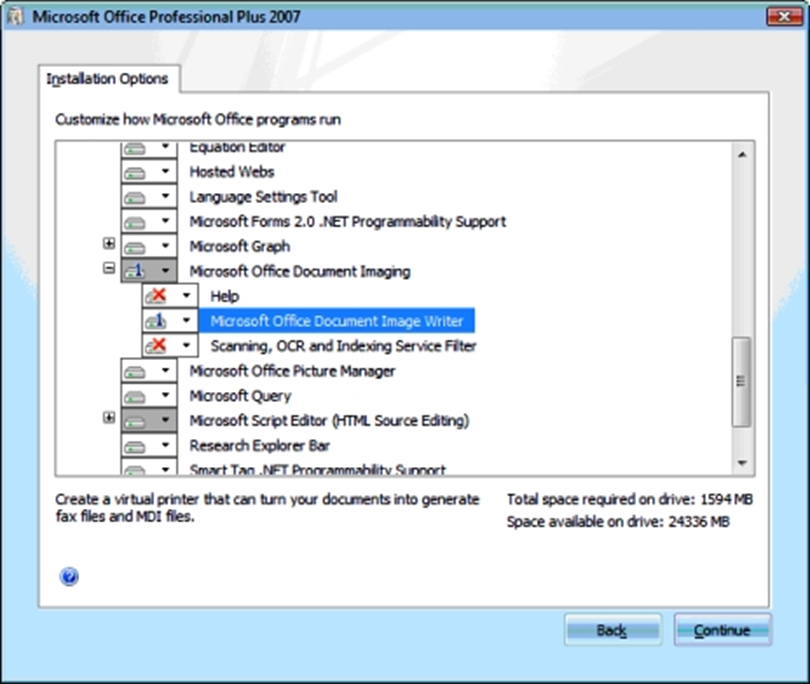 Microsoft Office Professional Plus 2007
Installation Options
Customize how Microsoft Office programs run
Equation Editor
Hosted Webs
Language Settings Tool
Microsoft Forms 2.0 .NET Programmability Support
Microsoft Graph
1 Microsoft Office Document Imaging
Help
1 Microsoft Office Document Image Writer
Scanning, OCR and Indexing Service Filter
Microsoft Office Picture Manager
Microsoft Query
Microsoft Script Editor (HTML Source Editing)
Research Explorer Bar
Smart Tag .NET Programmability Support
Create a virtual printer that can turn your documents into generate
fax files and MDI files.
Total space required on drive: 1594 MB
Space available on drive: 24336 MB
?
Back
Continue